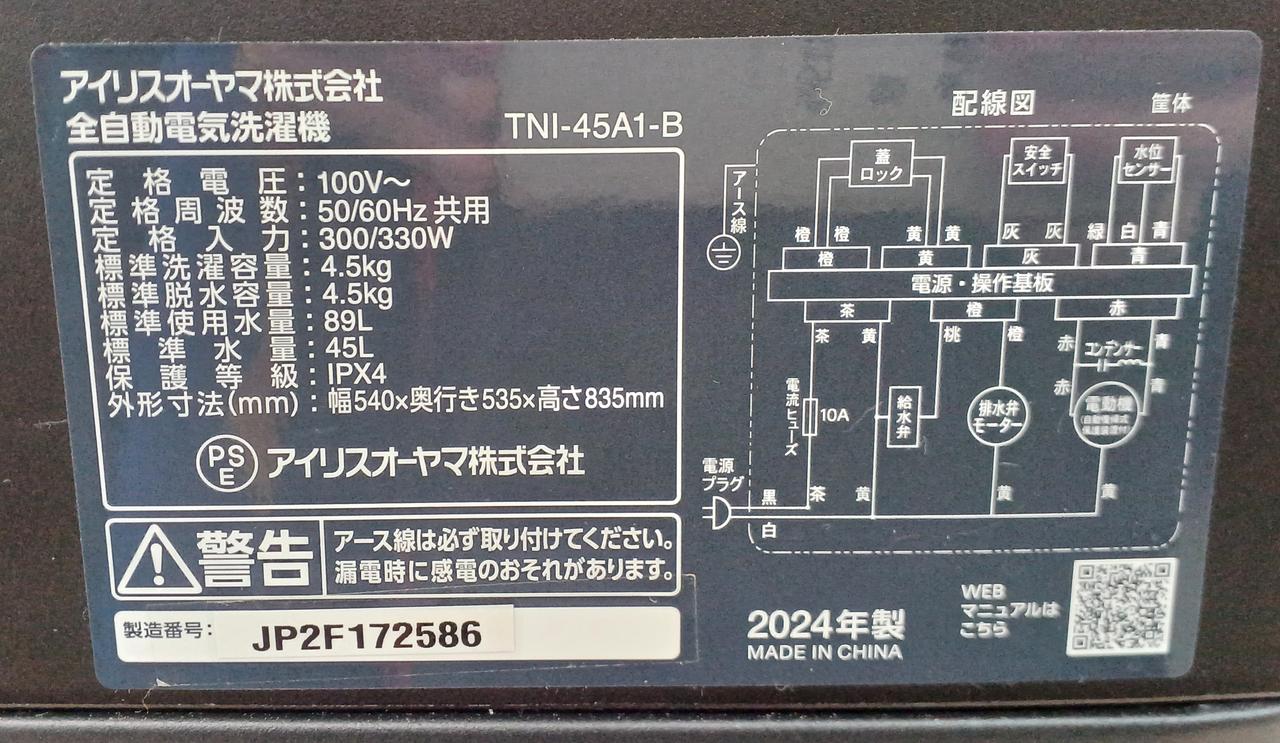 アイリスオーヤマ株式会社
全自動電気洗濯機 TNI-45A1-B
定格電圧：100V～
定格周波数：50/60Hz 共用
定格入力：300/330W
標準洗濯容量：4.5kg
標準脱水容量：4.5kg
標準使用水量：89L
標準水量：45L
保護等級：IPX4
外形寸法(mm)：幅540×奥行き535×高さ835mm
PSE アイリスオーヤマ株式会社
警告
アース線は必ず取り付けてください。
漏電時に感電のおそれがあります。
製造番号： JP2F172586
配線図 筐体
アース線
蓋
ロック
安全
スイッチ
水位
センサー
橙 橙 黄 黄 灰 灰 緑 白 青
橙 黄 灰 青
電源・操作基板
茶 橙 赤
茶 黄 桃 橙 赤 青
コンデンサー
赤 青
電流ヒューズ
10A
給水弁
排水弁
モーター
電動機
(自動復帰式
保護装置付)
電源
プラグ
黒 茶 黄 黄 黄
白
2024年製
MADE IN CHINA
WEB
マニュアルは
こちら